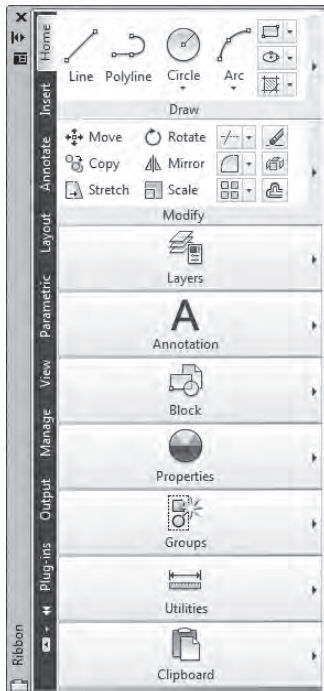 Home
Insert
Annotate
Layout
Parametric
View
Manage
Output
Plug-ins
Ribbon
Line Polyline Circle Arc
Draw
Move Rotate
Copy Mirror
Stretch Scale
Modify
Layers
A
Annotation
Block
Properties
Groups
Utilities
Clipboard